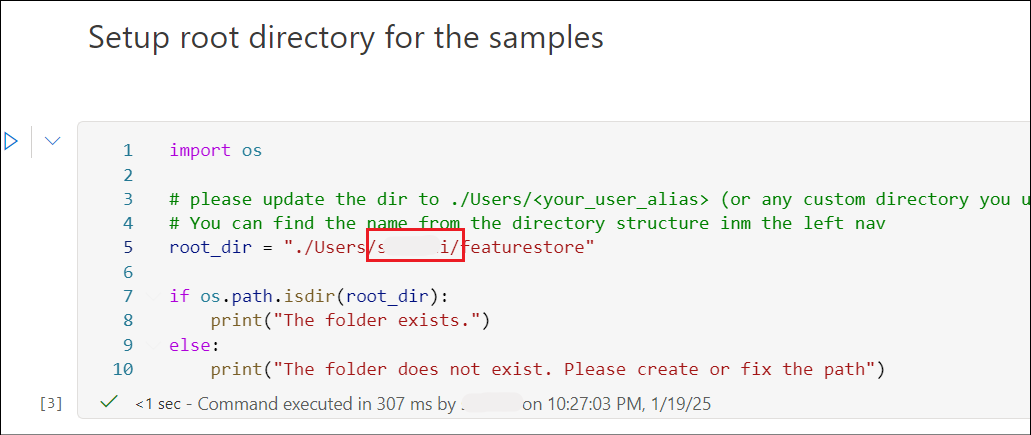 Setup root directory for the samples
1 import os
2
3 # please update the dir to ./Users/<your_user_alias> (or any custom directory you u
4 # You can find the name from the directory structure inm the left nav
5 root_dir = "./Users/s i/featurestore"
6
7 if os.path.isdir(root_dir):
8 print("The folder exists.")
9 else:
10 print("The folder does not exist. Please create or fix the path")
[3] <1 sec - Command executed in 307 ms by on 10:27:03 PM, 1/19/25